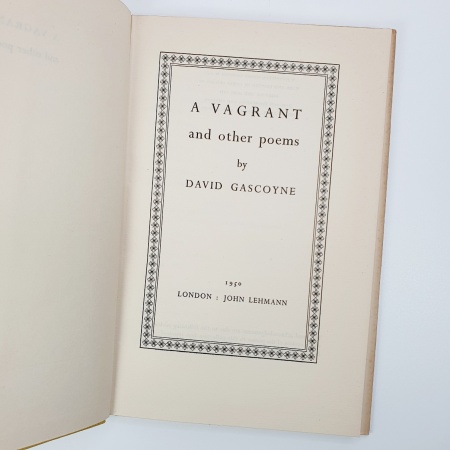 A VAGRANT
and other poems
by
DAVID GASCOYNE
1950
LONDON : JOHN LEHMANN